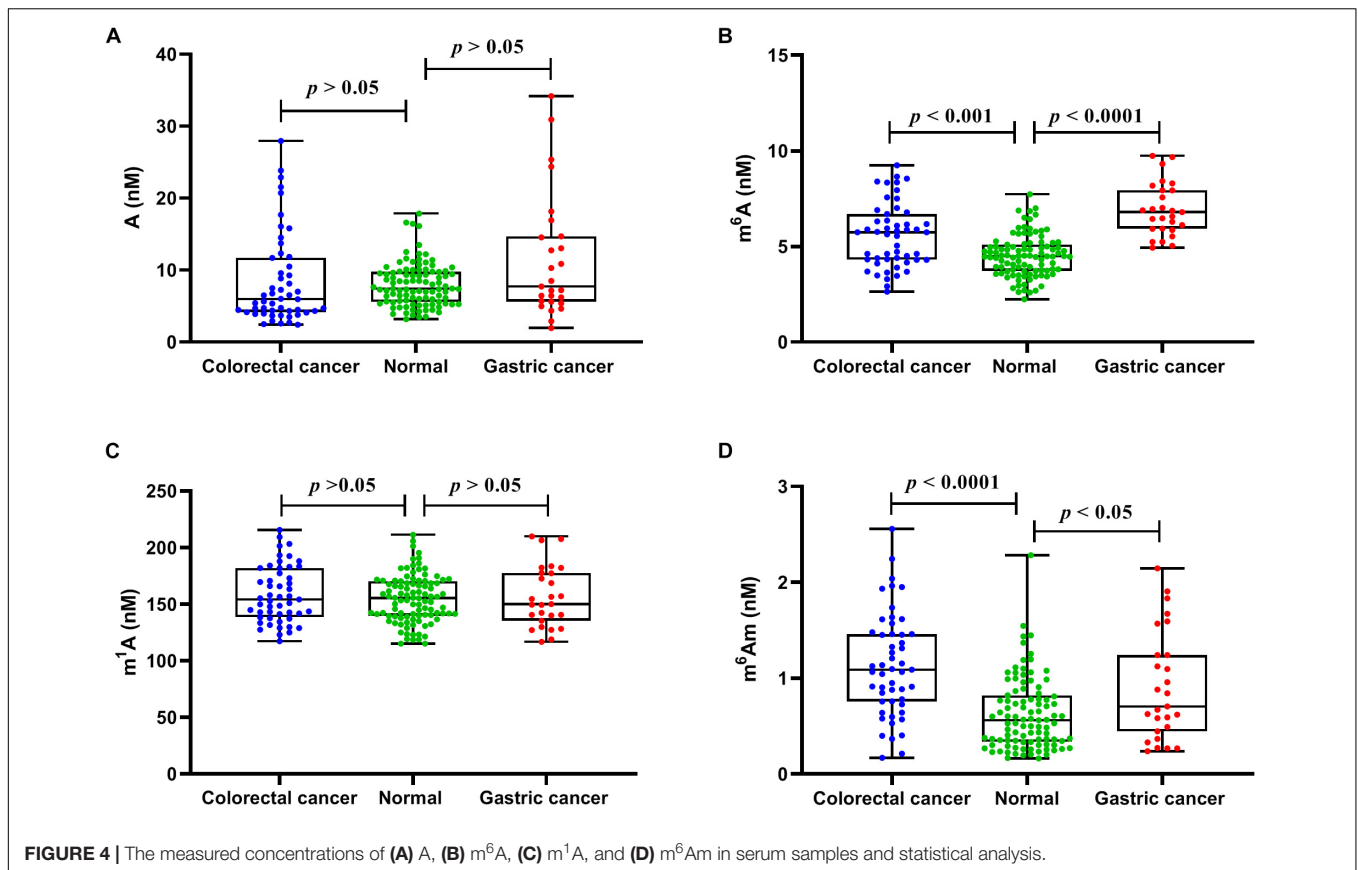 A
A (nM)
40
30
20
10
0
p > 0.05
p > 0.05
Colorectal cancer
Normal
Gastric cancer
B
m⁶A (nM)
15
10
5
0
p < 0.001
p < 0.0001
Colorectal cancer
Normal
Gastric cancer
C
m¹A (nM)
250
200
150
100
50
0
p >0.05
p > 0.05
Colorectal cancer
Normal
Gastric cancer
D
m⁶Am (nM)
3
2
1
0
p < 0.0001
p < 0.05
Colorectal cancer
Normal
Gastric cancer
FIGURE 4 | The measured concentrations of (A) A, (B) m⁶A, (C) m¹A, and (D) m⁶Am in serum samples and statistical analysis.